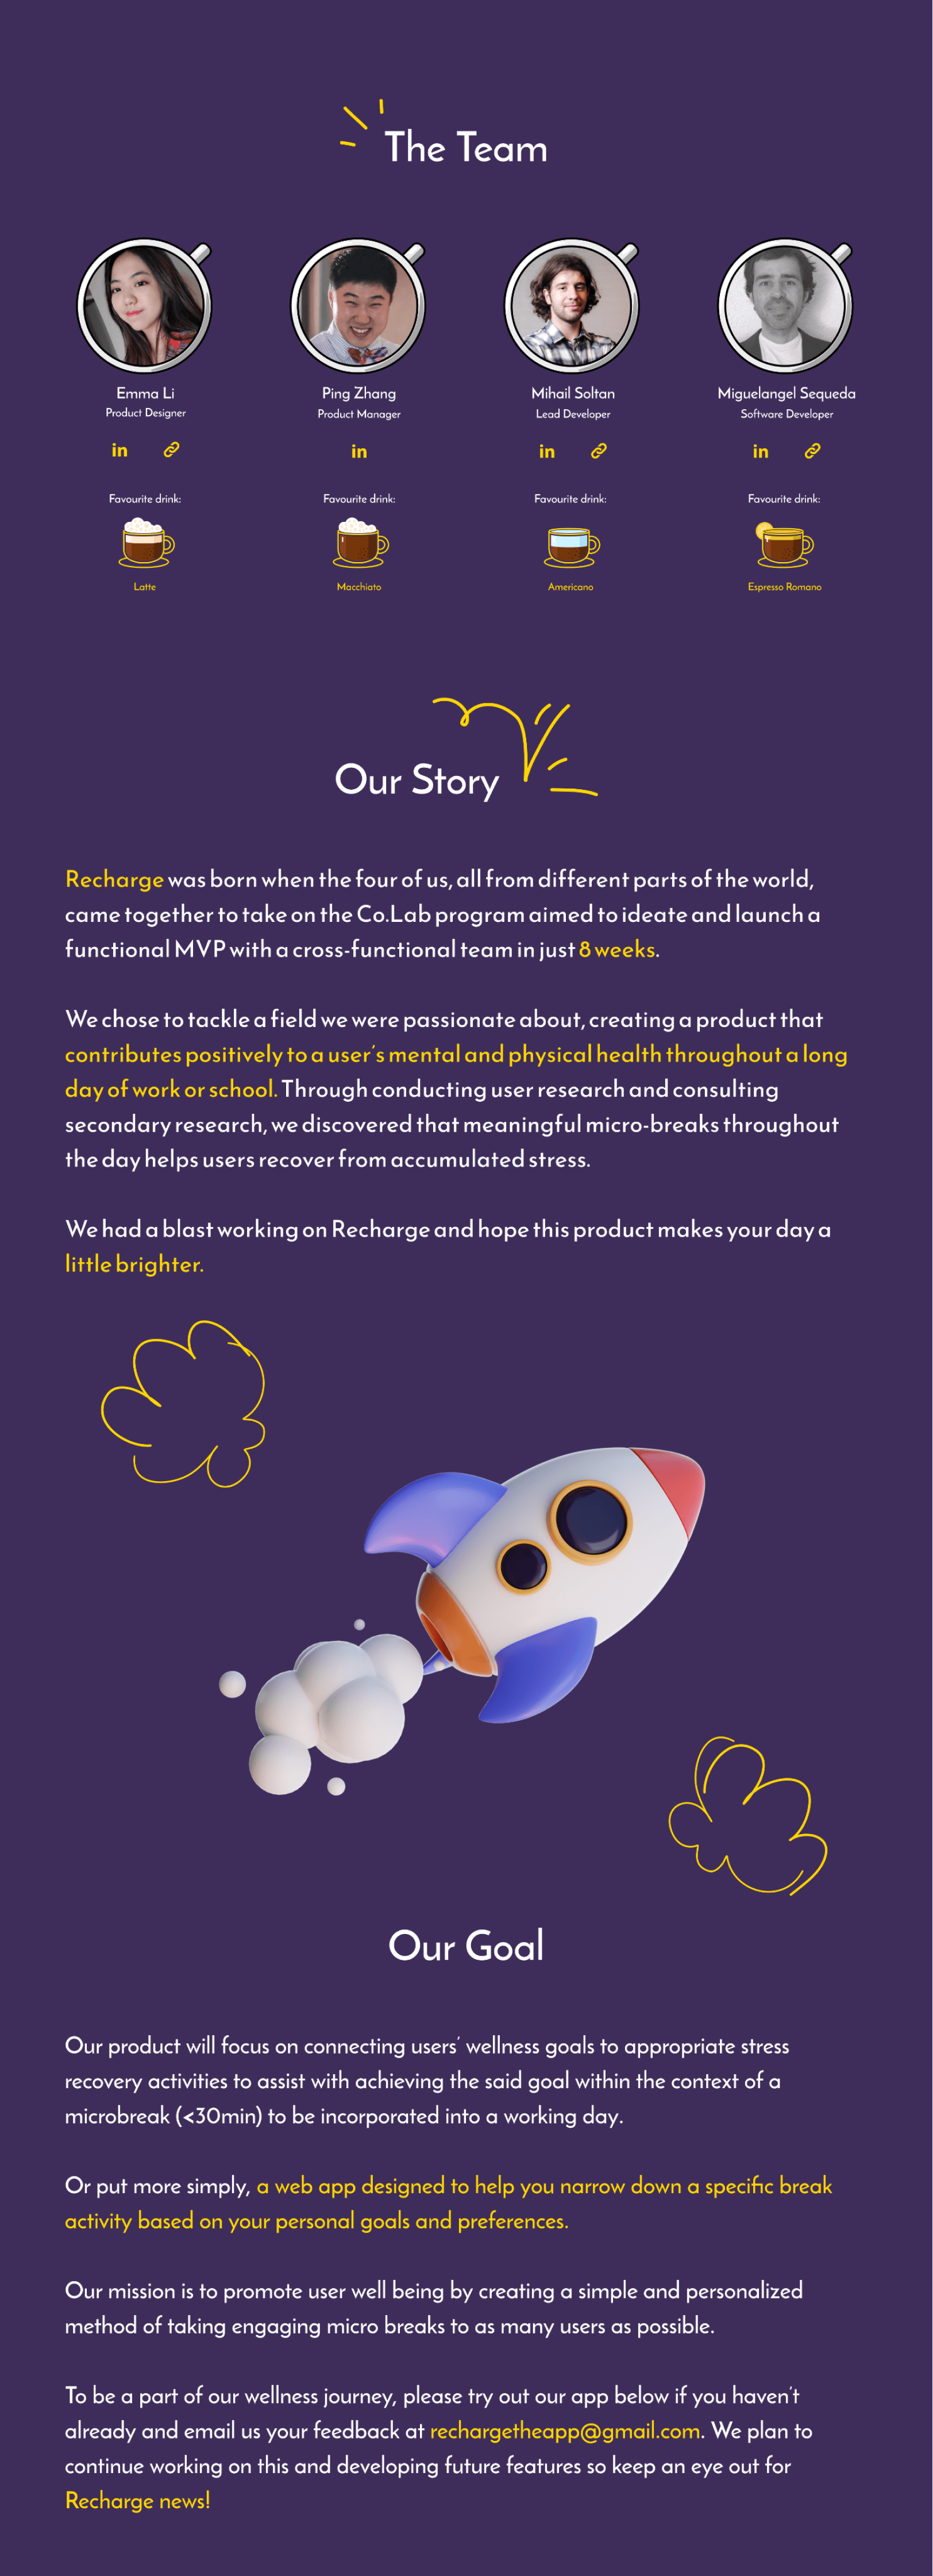 The Team
Emma Li
Product Designer
in
Favourite drink:
Latte
Ping Zhang
Product Manager
in
Favourite drink:
Macchiato
Mihail Soltan
Lead Developer
in
Favourite drink:
Americano
Miguelangel Sequeda
Software Developer
in
Favourite drink:
Espresso Romano
Our Story
Recharge was born when the four of us, all from different parts of the world,
came together to take on the Co.Lab program aimed to ideate and launch a
functional MVP with a cross-functional team in just 8 weeks.
We chose to tackle a field we were passionate about, creating a product that
contributes positively to a user's mental and physical health throughout a long
day of work or school. Through conducting user research and consulting
secondary research, we discovered that meaningful micro-breaks throughout
the day helps users recover from accumulated stress.
We had a blast working on Recharge and hope this product makes your day a
little brighter.
Our Goal
Our product will focus on connecting users' wellness goals to appropriate stress
recovery activities to assist with achieving the said goal within the context of a
microbreak (<30min) to be incorporated into a working day.
Or put more simply, a web app designed to help you narrow down a specific break
activity based on your personal goals and preferences.
Our mission is to promote user well being by creating a simple and personalized
method of taking engaging micro breaks to as many users as possible.
To be a part of our wellness journey, please try out our app below if you haven't
already and email us your feedback at rechargetheapp@gmail.com. We plan to
continue working on this and developing future features so keep an eye out for
Recharge news!